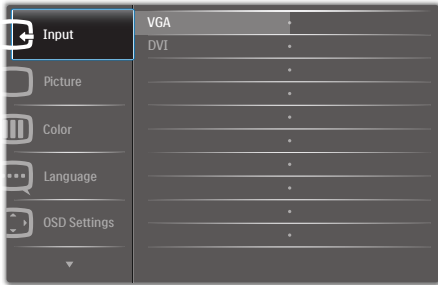 Input
VGA
DVI
Picture
Color
Language
OSD Settings